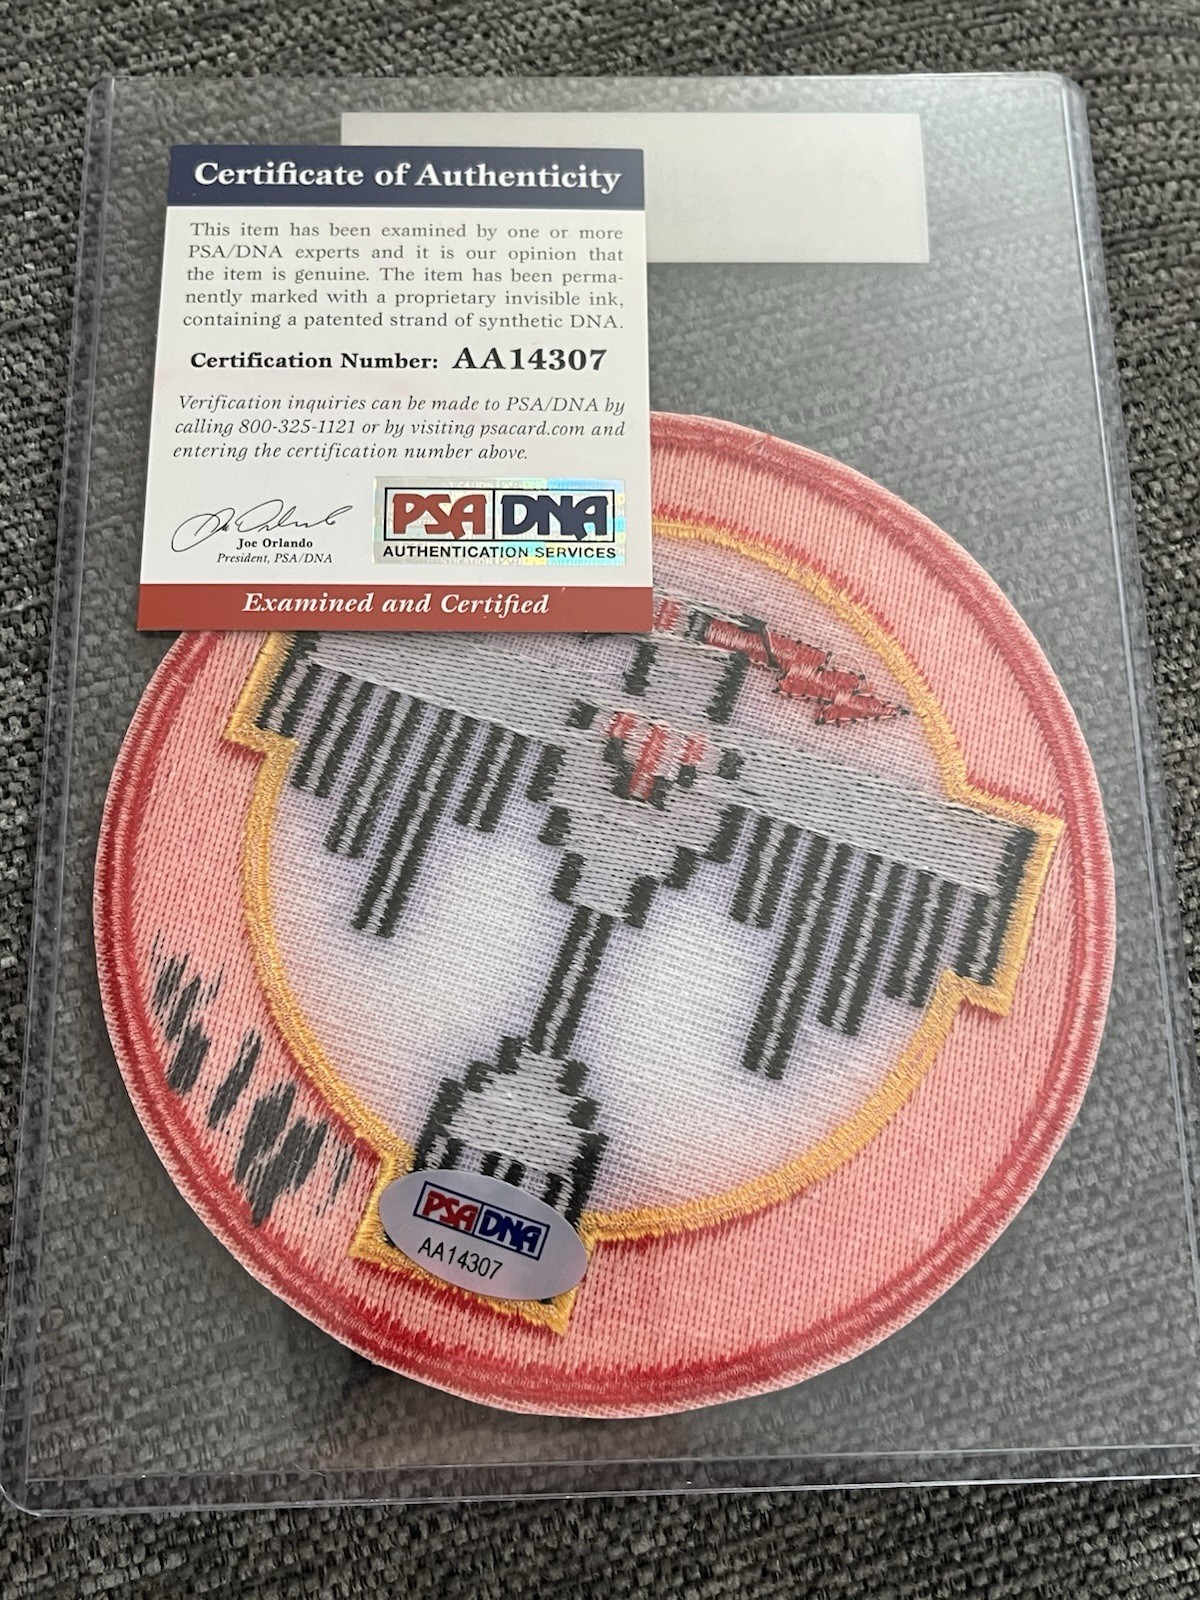 Certificate of Authenticity
This item has been examined by one or more
PSA/DNA experts and it is our opinion that
the item is genuine. The item has been perma-
nently marked with a proprietary invisible ink,
containing a patented strand of synthetic DNA.
Certification Number: AA14307
Verification inquiries can be made to PSA/DNA by
calling 800-325-1121 or by visiting psacard.com and
entering the certification number above.
Joe Orlando
President, PSA/DNA
PSA DNA
AUTHENTICATION SERVICES
Examined and Certified
PSA DNA
AA14307